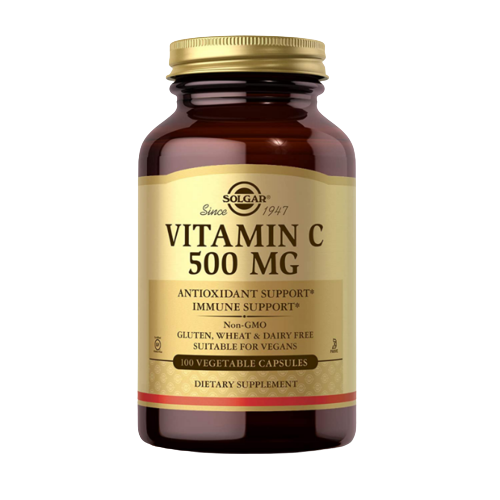 SOLGAR®
Since 1947
VITAMIN C
500 MG
ANTIOXIDANT SUPPORT*
IMMUNE SUPPORT*
Non-GMO
GLUTEN, WHEAT & DAIRY FREE
SUITABLE FOR VEGANS
100 VEGETABLE CAPSULES
DIETARY SUPPLEMENT